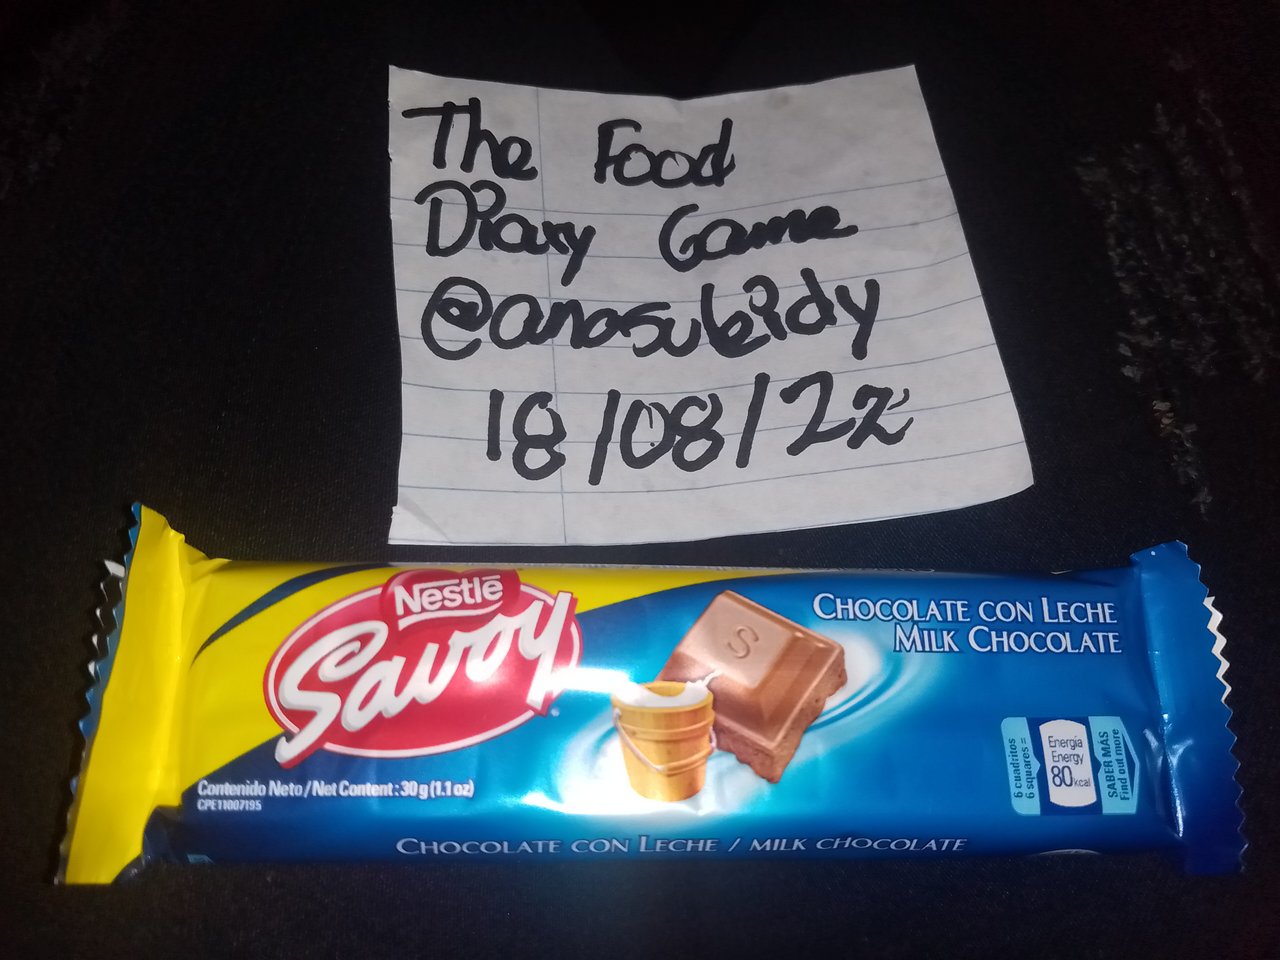 The Food
Diary Game
@anasubidy
18/08/22
Nestlé
Savoy
CHOCOLATE CON LECHE
MILK CHOCOLATE
S
6 cuadritos
6 squares =
Energía
Energy
80 kcal
SABER MÁS
Find out more
Contenido Neto / Net Content: 30 g (1.1 oz)
CPE11007195
CHOCOLATE CON LECHE / MILK CHOCOLATE